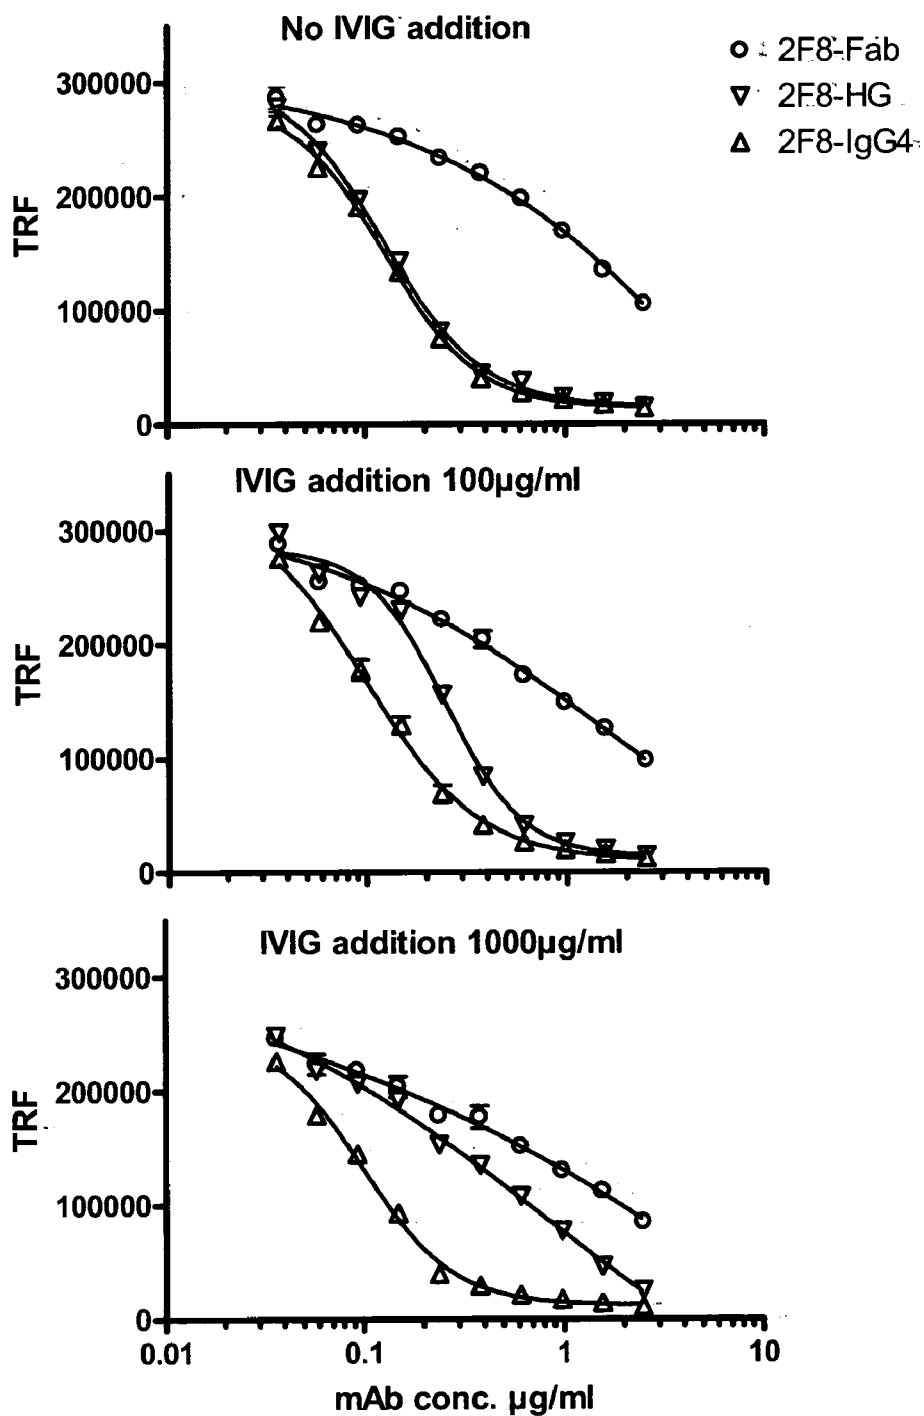 No IVIG addition
2F8-Fab
2F8-HG
2F8-IgG4
TRF
300000
200000
100000
0
IVIG addition 100µg/ml
TRF
300000
200000
100000
0
IVIG addition 1000µg/ml
TRF
300000
200000
100000
0
0.01 0.1 1 10
mAb conc. µg/ml